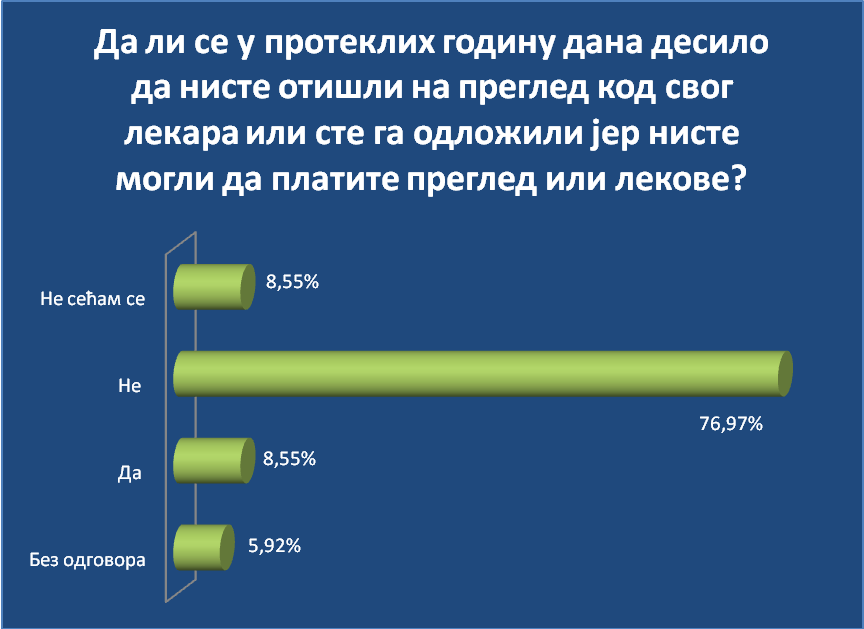 Да ли се у протеклих годину дана десило
да нисте отишли на преглед код свог
лекара или сте га одложили јер нисте
могли да платите преглед или лекове?
Не сећам се
8,55%
Не
76,97%
Да
8,55%
Без одговора
5,92%